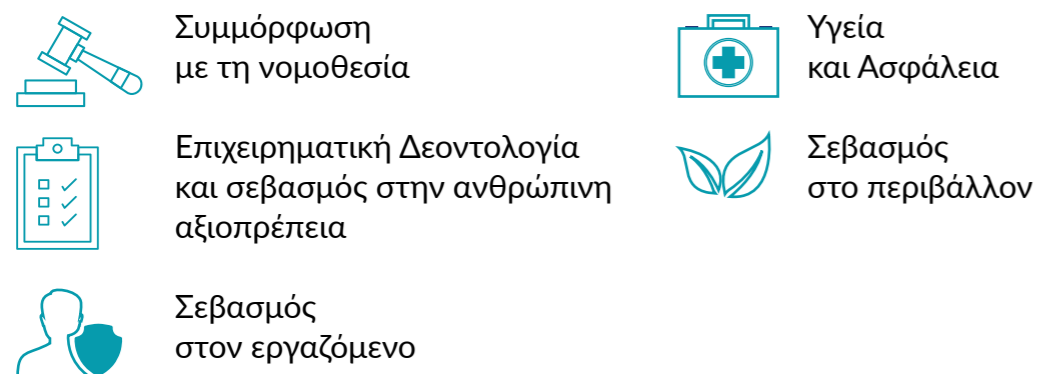 Συμμόρφωση
με τη νομοθεσία
Επιχειρηματική Δεοντολογία
και σεβασμός στην ανθρώπινη
αξιοπρέπεια
Σεβασμός
στον εργαζόμενο
Υγεία
και Ασφάλεια
Σεβασμός
στο περιβάλλον